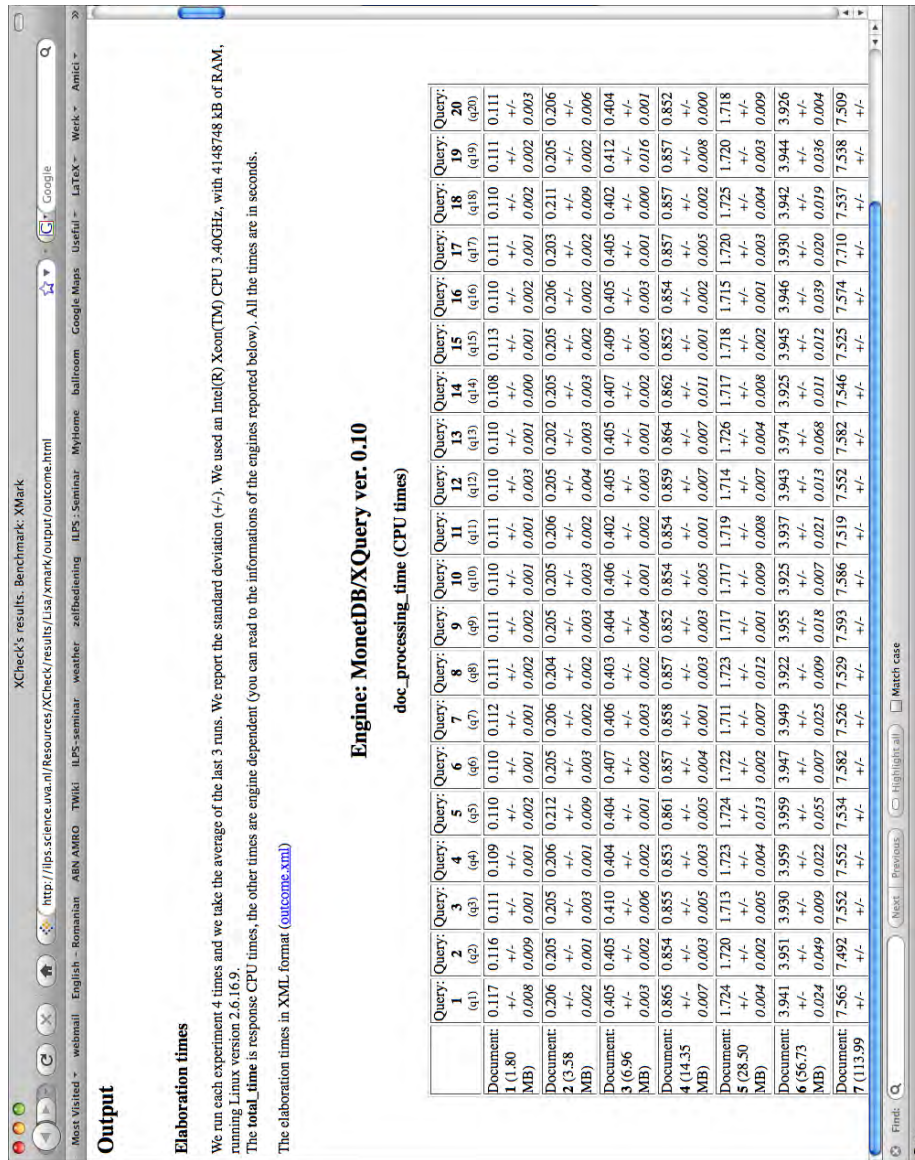 XCheck's results. Benchmark: XMark
http://ilps.science.uva.nl/Resources/XCheck/results/Lisa/xmark/output/outcome.html
Google
Most Visited webmail English - Romanian ABN AMRO TWiki ILPS-seminar weather zelfbediening ILPS : Seminar MyHome ballroom Google Maps Useful LaTeX Werk Amici »
Output
Elaboration times
We run each experiment 4 times and we take the average of the last 3 runs. We report the standard deviation (+/-). We used an Intel(R) Xeon(TM) CPU 3.40GHz, with 4148748 kB of RAM,
running Linux version 2.6.16.9.
The total_time is response CPU times, the other times are engine dependent (you can read to the informations of the engines reported below). All the times are in seconds.
The elaboration times in XML format (outcome.xml)
Engine: MonetDB/XQuery ver. 0.10
doc_processing_time (CPU times)
Query: Query: Query: Query: Query: Query: Query: Query: Query: Query: Query: Query: Query: Query: Query: Query: Query: Query: Query: Query:
1 2 3 4 5 6 7 8 9 10 11 12 13 14 15 16 17 18 19 20
(q1) (q2) (q3) (q4) (q5) (q6) (q7) (q8) (q9) (q10) (q11) (q12) (q13) (q14) (q15) (q16) (q17) (q18) (q19) (q20)
Document: 0.117 0.116 0.111 0.109 0.110 0.110 0.112 0.111 0.111 0.110 0.111 0.110 0.110 0.108 0.113 0.110 0.111 0.110 0.111 0.111
1 (1.80 +/- +/- +/- +/- +/- +/- +/- +/- +/- +/- +/- +/- +/- +/- +/- +/- +/- +/- +/- +/-
MB) 0.008 0.009 0.001 0.001 0.002 0.001 0.001 0.002 0.002 0.001 0.001 0.003 0.001 0.000 0.001 0.002 0.001 0.002 0.002 0.003
Document: 0.206 0.205 0.205 0.206 0.212 0.205 0.206 0.204 0.205 0.205 0.206 0.205 0.202 0.205 0.205 0.206 0.203 0.211 0.205 0.206
2 (3.58 +/- +/- +/- +/- +/- +/- +/- +/- +/- +/- +/- +/- +/- +/- +/- +/- +/- +/- +/- +/-
MB) 0.002 0.001 0.003 0.001 0.009 0.003 0.002 0.002 0.003 0.003 0.002 0.004 0.003 0.003 0.002 0.002 0.002 0.009 0.002 0.006
Document: 0.405 0.405 0.410 0.404 0.404 0.407 0.406 0.403 0.404 0.406 0.402 0.405 0.405 0.407 0.409 0.405 0.405 0.402 0.412 0.404
3 (6.96 +/- +/- +/- +/- +/- +/- +/- +/- +/- +/- +/- +/- +/- +/- +/- +/- +/- +/- +/- +/-
MB) 0.003 0.002 0.006 0.002 0.001 0.002 0.003 0.002 0.004 0.001 0.002 0.003 0.001 0.002 0.005 0.003 0.001 0.000 0.016 0.001
Document: 0.865 0.854 0.855 0.853 0.861 0.857 0.858 0.857 0.852 0.854 0.854 0.859 0.864 0.862 0.852 0.854 0.857 0.857 0.857 0.852
4 (14.35 +/- +/- +/- +/- +/- +/- +/- +/- +/- +/- +/- +/- +/- +/- +/- +/- +/- +/- +/- +/-
MB) 0.007 0.003 0.005 0.003 0.005 0.004 0.001 0.003 0.003 0.005 0.001 0.007 0.007 0.011 0.001 0.002 0.005 0.002 0.008 0.000
Document: 1.724 1.720 1.713 1.723 1.724 1.722 1.711 1.723 1.717 1.717 1.719 1.714 1.726 1.717 1.718 1.715 1.720 1.725 1.720 1.718
5 (28.50 +/- +/- +/- +/- +/- +/- +/- +/- +/- +/- +/- +/- +/- +/- +/- +/- +/- +/- +/- +/-
MB) 0.004 0.002 0.005 0.004 0.013 0.002 0.007 0.012 0.001 0.009 0.008 0.007 0.004 0.008 0.002 0.001 0.003 0.004 0.003 0.009
Document: 3.941 3.951 3.930 3.959 3.959 3.947 3.949 3.922 3.955 3.925 3.937 3.943 3.974 3.925 3.945 3.946 3.930 3.942 3.944 3.926
6 (56.73 +/- +/- +/- +/- +/- +/- +/- +/- +/- +/- +/- +/- +/- +/- +/- +/- +/- +/- +/- +/-
MB) 0.024 0.049 0.009 0.022 0.055 0.007 0.025 0.009 0.018 0.007 0.021 0.013 0.068 0.011 0.012 0.039 0.020 0.019 0.036 0.004
Document: 7.565 7.492 7.552 7.552 7.534 7.582 7.526 7.529 7.593 7.586 7.519 7.552 7.582 7.546 7.525 7.574 7.710 7.537 7.538 7.509
7 (113.99 +/- +/- +/- +/- +/- +/- +/- +/- +/- +/- +/- +/- +/- +/- +/- +/- +/- +/- +/- +/-
Find: Next Previous Highlight all Match case